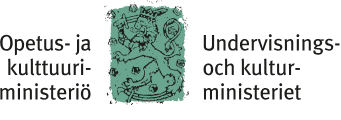 Opetus- ja
kulttuuri-
ministeriö
Undervisnings-
och kultur-
ministeriet